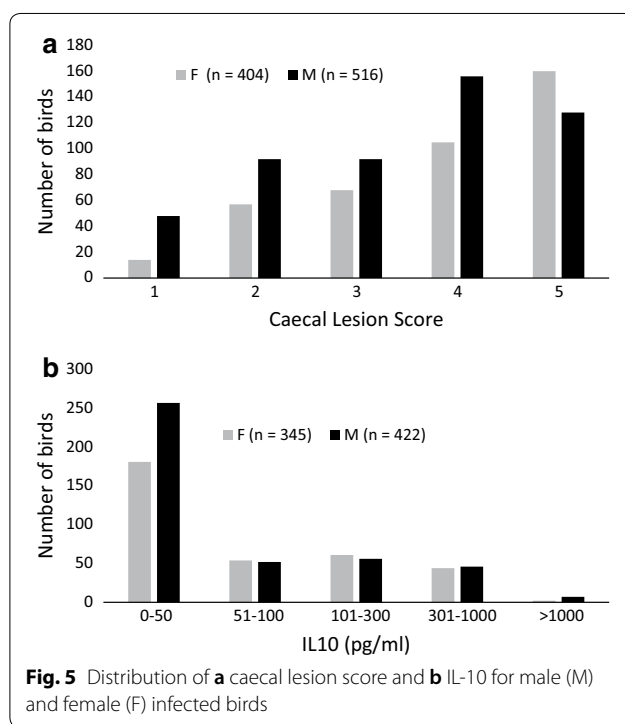 a
180
160
140
120
100
80
60
40
20
0
Number of birds
F (n = 404) M (n = 516)
1 2 3 4 5
Caecal Lesion Score
b
300
250
200
150
100
50
0
Number of birds
F (n = 345) M (n = 422)
0-50 51-100 101-300 301-1000 >1000
IL10 (pg/ml)
Fig. 5 Distribution of a caecal lesion score and b IL-10 for male (M)
and female (F) infected birds